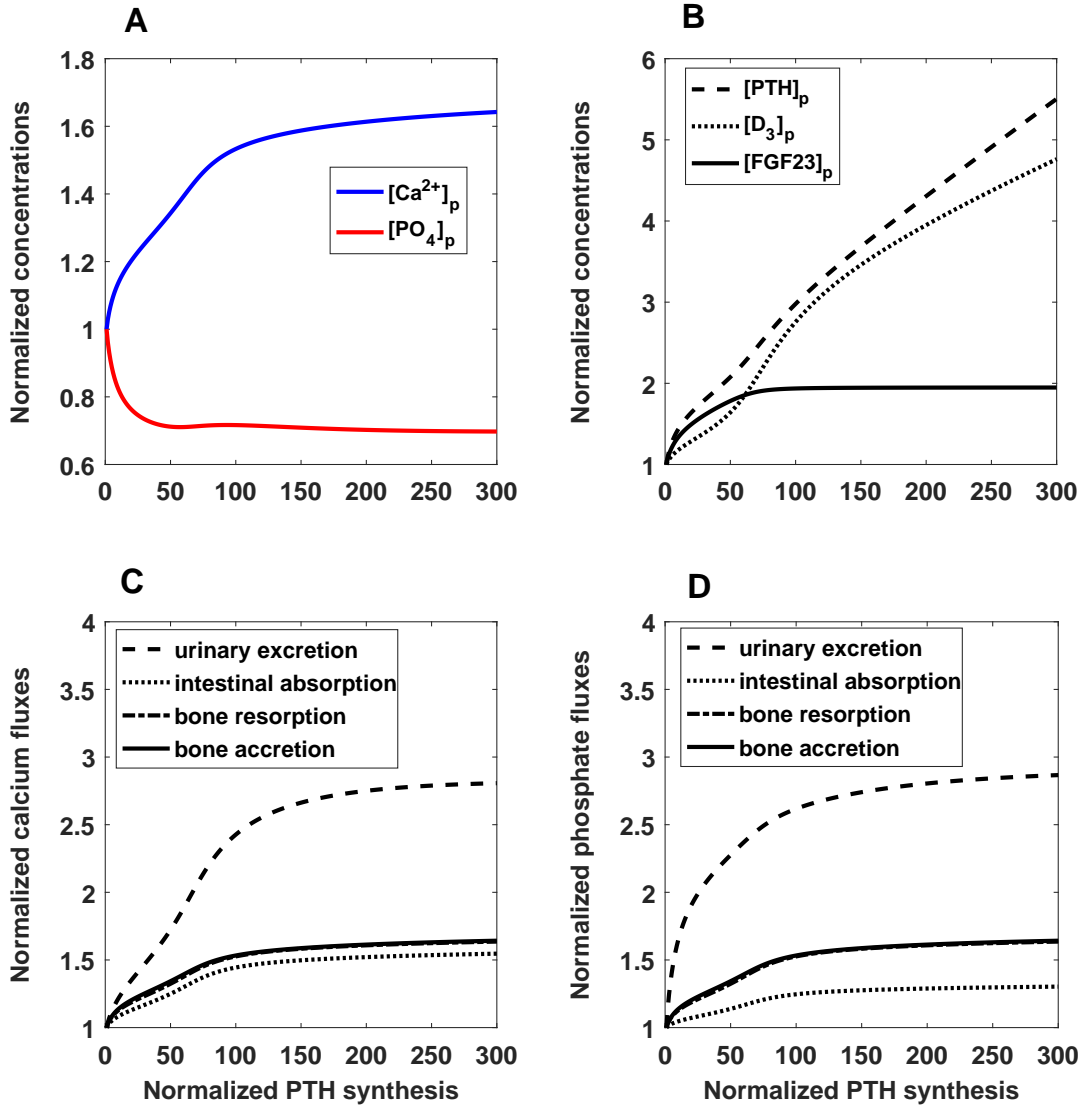 A
Normalized concentrations
1.8
1.6
1.4
1.2
1
0.8
0.6
[Ca2+]p
[PO4]p
0 50 100 150 200 250 300
B
Normalized concentrations
6
5
4
3
2
1
[PTH]p
[D3]p
[FGF23]p
0 50 100 150 200 250 300
C
Normalized calcium fluxes
4
3.5
3
2.5
2
1.5
1
urinary excretion
intestinal absorption
bone resorption
bone accretion
0 50 100 150 200 250 300
Normalized PTH synthesis
D
Normalized phosphate fluxes
4
3.5
3
2.5
2
1.5
1
urinary excretion
intestinal absorption
bone resorption
bone accretion
0 50 100 150 200 250 300
Normalized PTH synthesis